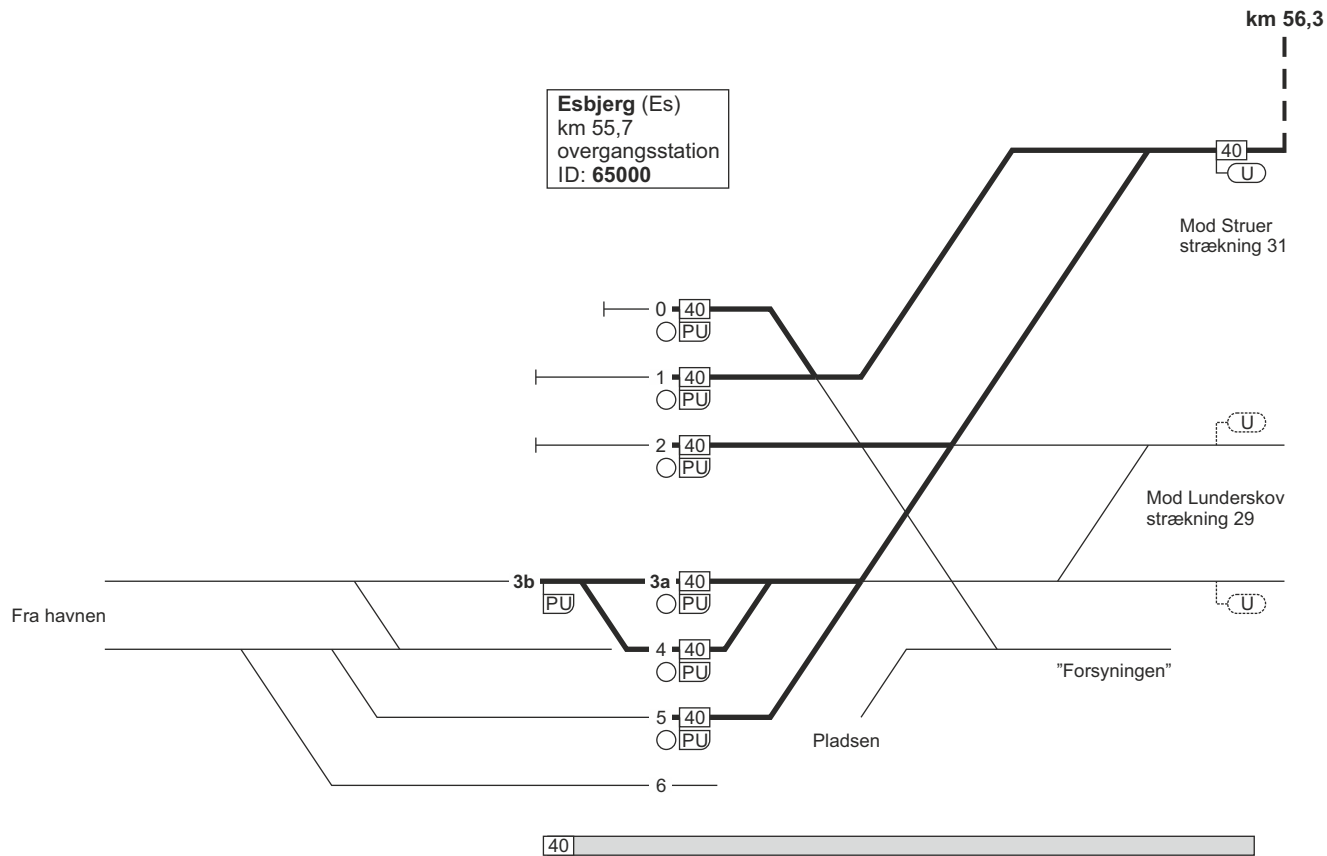 km 56,3
Esbjerg (Es)
km 55,7
overgangsstation
ID: 65000
40
U
Mod Struer
strækning 31
0 40
PU
1 40
PU
U
2 40
PU
Mod Lunderskov
strækning 29
3b 3a 40
PU PU U
Fra havnen
4 40
PU
"Forsyningen"
5 40
PU
Pladsen
6
40